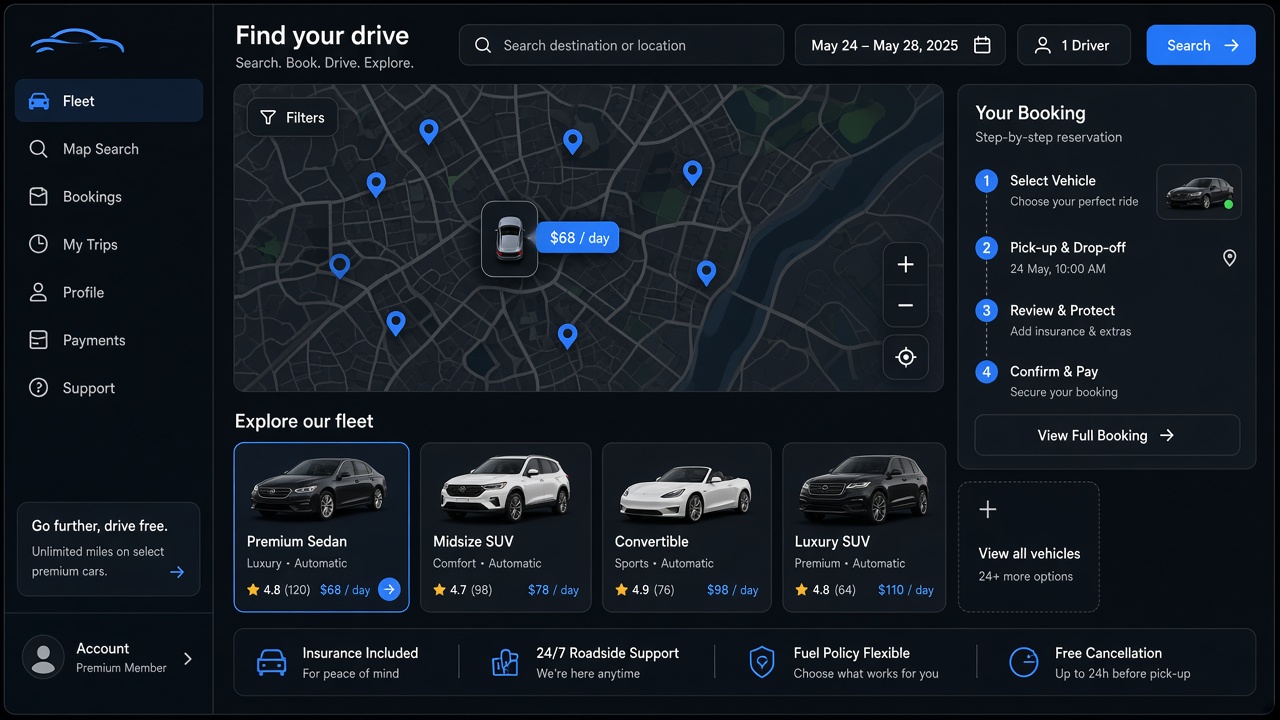 Find your drive
Search. Book. Drive. Explore.
Search destination or location
May 24 – May 28, 2025
1 Driver
Search
Fleet
Map Search
Bookings
My Trips
Profile
Payments
Support
Go further, drive free.
Unlimited miles on select
premium cars.
Account
Premium Member
Filters
$68 / day
Your Booking
Step-by-step reservation
1
Select Vehicle
Choose your perfect ride
2
Pick-up & Drop-off
24 May, 10:00 AM
3
Review & Protect
Add insurance & extras
4
Confirm & Pay
Secure your booking
View Full Booking
Explore our fleet
Premium Sedan
Luxury • Automatic
4.8 (120) $68 / day
Midsize SUV
Comfort • Automatic
4.7 (98) $78 / day
Convertible
Sports • Automatic
4.9 (76) $98 / day
Luxury SUV
Premium • Automatic
4.8 (64) $110 / day
View all vehicles
24+ more options
Insurance Included
For peace of mind
24/7 Roadside Support
We're here anytime
Fuel Policy Flexible
Choose what works for you
Free Cancellation
Up to 24h before pick-up